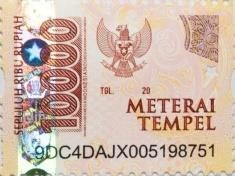 SEPULUH RIBU RUPIAH
10000
TGL. 20
METERAI
TEMPEL
9DC4DAJX005198751